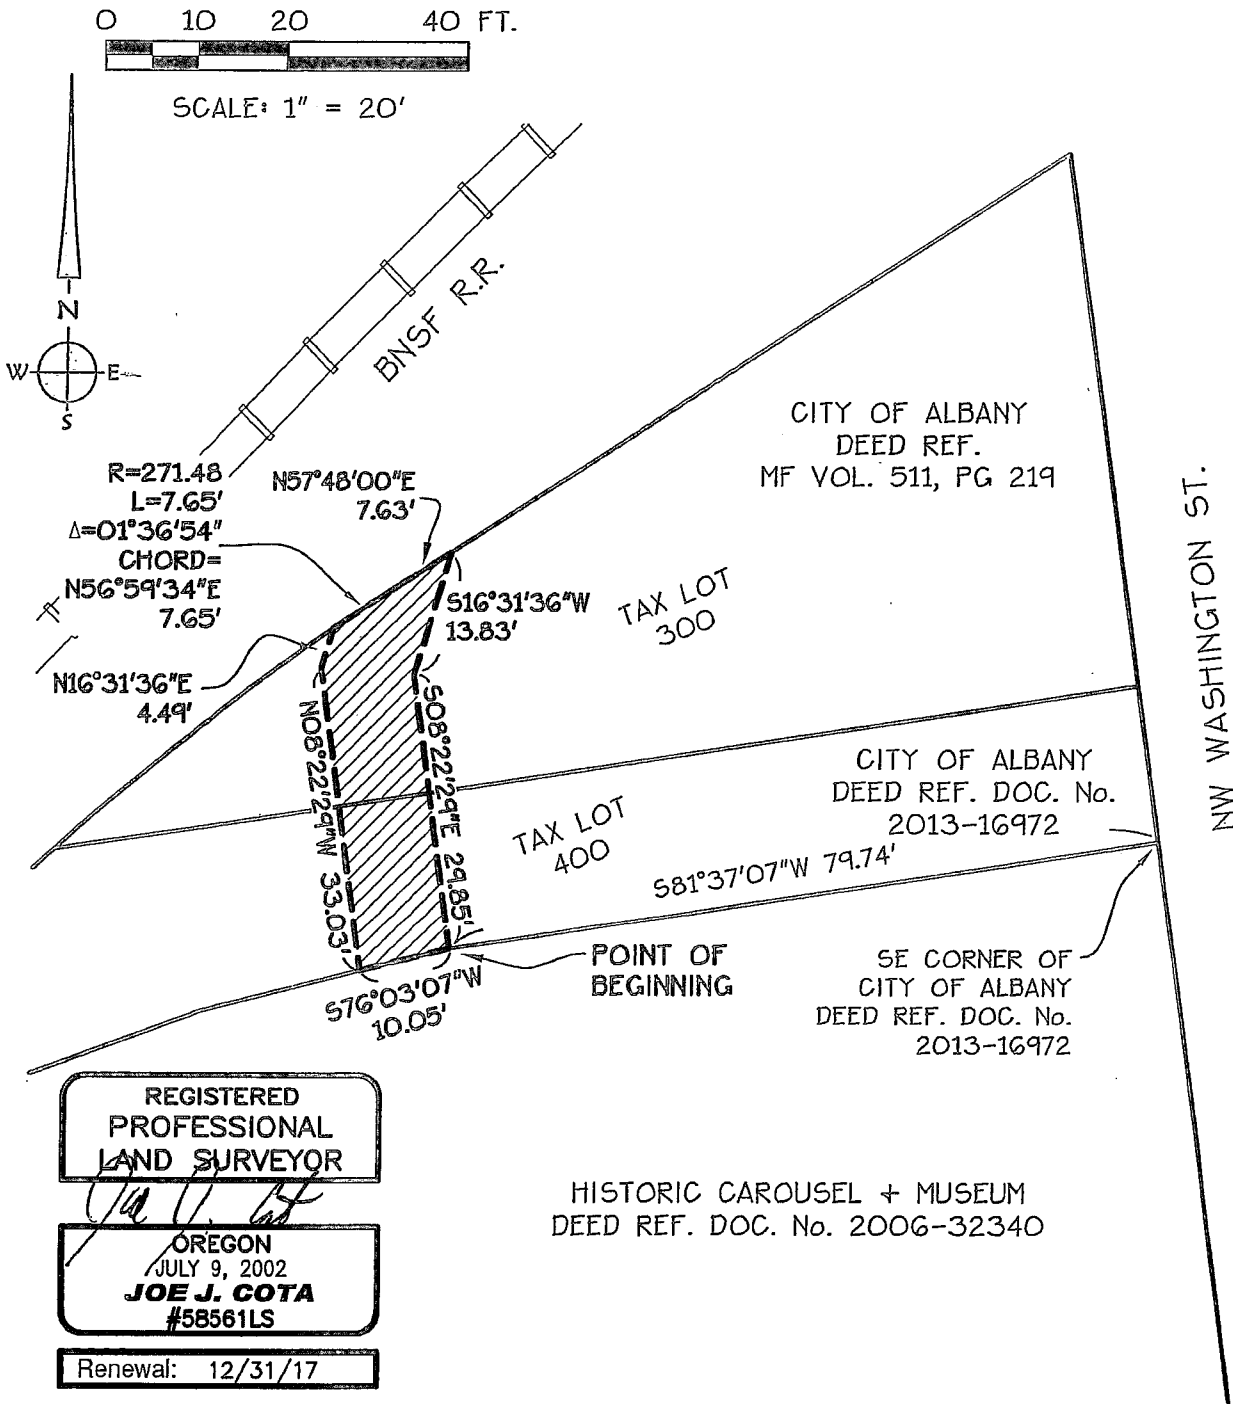 0 10 20 40 FT.
SCALE: 1" = 20'
N
W E
S
BNSF R.R.
R=271.48
L=7.65'
Δ=01°36'54"
CHORD=
N56°59'34"E
7.65'
N57°48'00"E
7.63'
CITY OF ALBANY
DEED REF.
MF VOL. 511, PG 219
NW WASHINGTON ST.
S16°31'36"W
13.83'
TAX LOT
300
N16°31'36"E
4.49'
N08°22'29"W 33.03'
S08°22'29"E 29.85'
CITY OF ALBANY
DEED REF. DOC. No.
2013-16972
TAX LOT
400
S81°37'07"W 79.74'
POINT OF
BEGINNING
SE CORNER OF
CITY OF ALBANY
DEED REF. DOC. No.
2013-16972
S76°03'07"W
10.05'
REGISTERED
PROFESSIONAL
LAND SURVEYOR
OREGON
JULY 9, 2002
JOE J. COTA
#58561LS
Renewal: 12/31/17
HISTORIC CAROUSEL + MUSEUM
DEED REF. DOC. No. 2006-32340